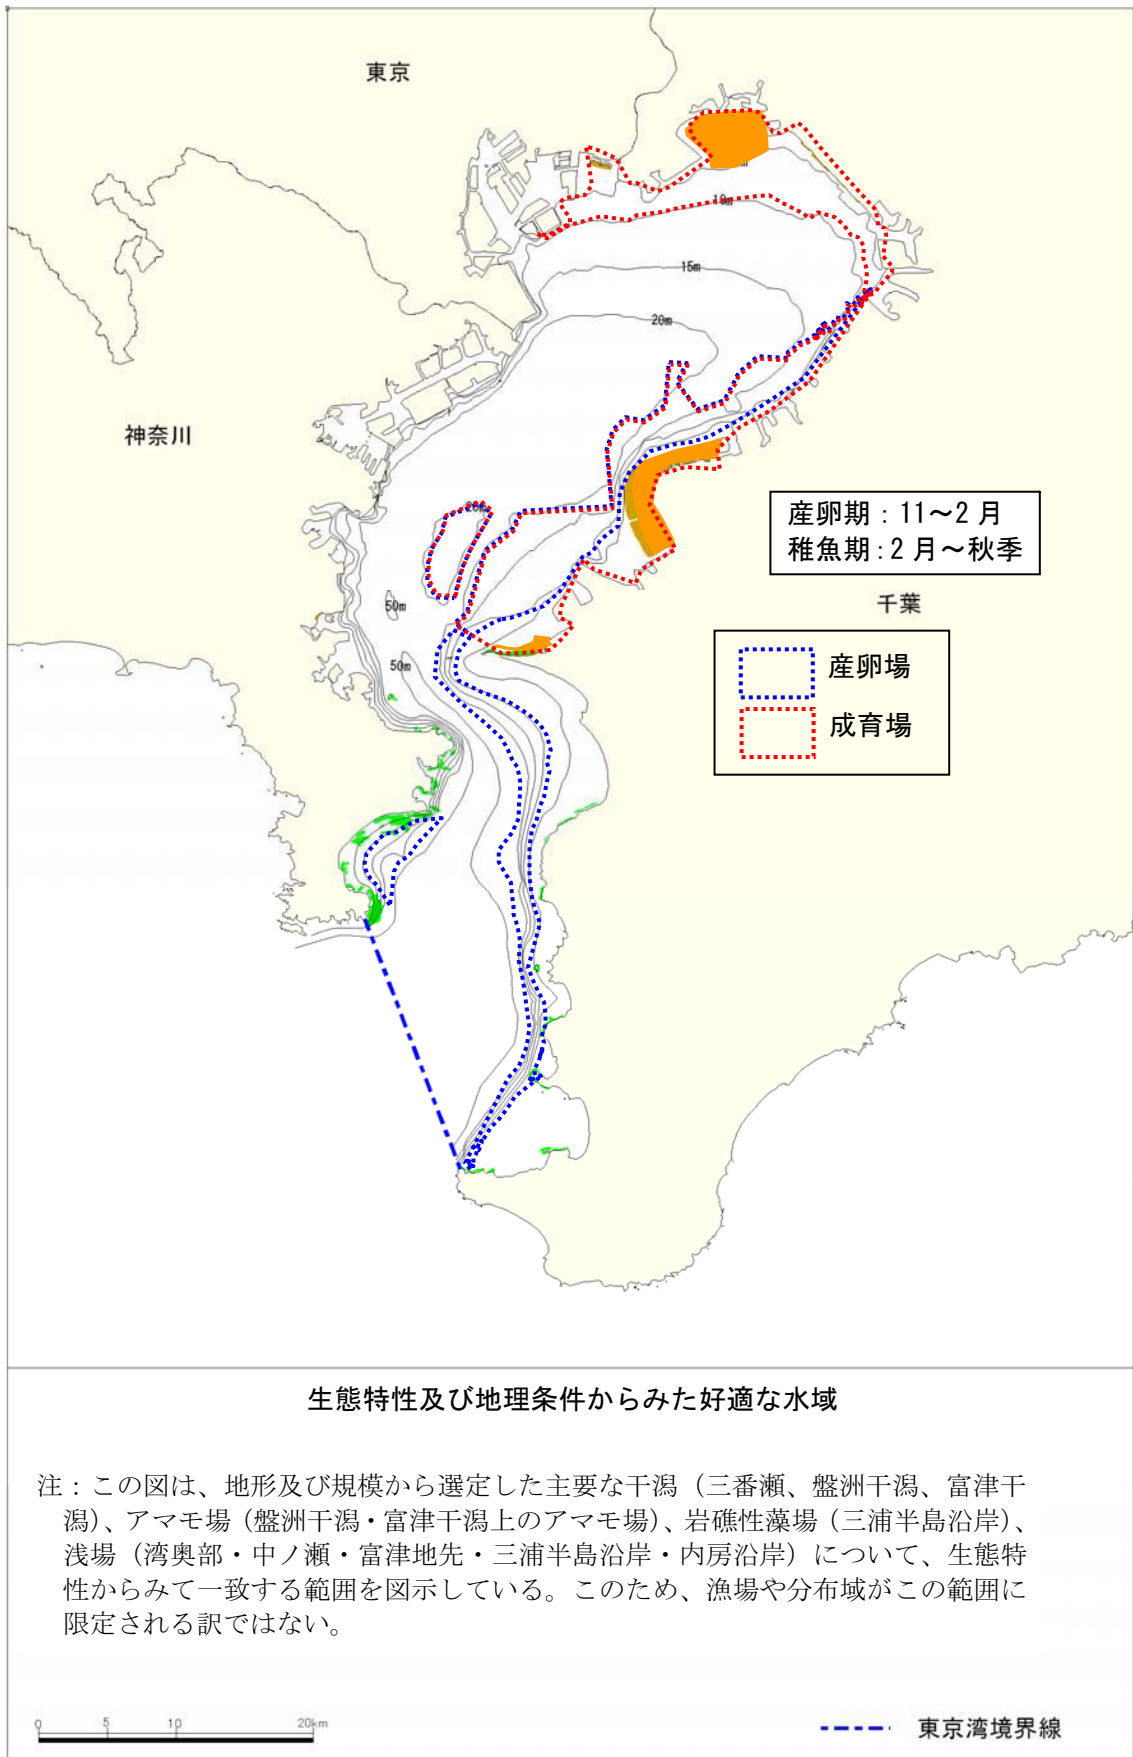 東京
10m
15m
20m
神奈川
20m
産卵期：11～2 月
稚魚期：2 月～秋季
千葉
50m
50m
産卵場
成育場
生態特性及び地理条件からみた好適な水域
注：この図は、地形及び規模から選定した主要な干潟（三番瀬、盤洲干潟、富津干
潟）、アマモ場（盤洲干潟・富津干潟上のアマモ場）、岩礁性藻場（三浦半島沿岸）、
浅場（湾奥部・中ノ瀬・富津地先・三浦半島沿岸・内房沿岸）について、生態特
性からみて一致する範囲を図示している。このため、漁場や分布域がこの範囲に
限定される訳ではない。
0 5 10 20km
東京湾境界線